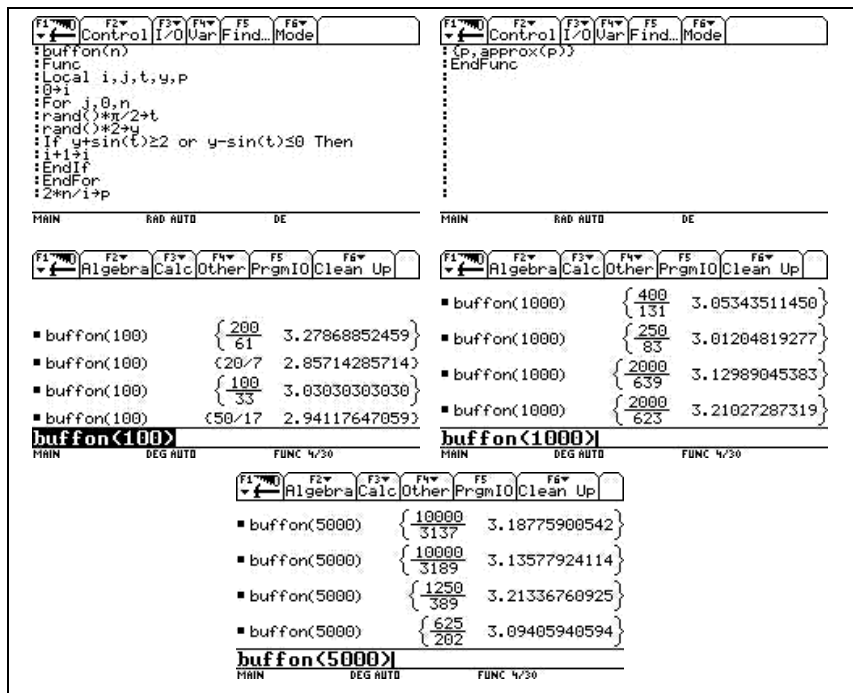 F1 F2 F3 F4 F5 F6
Control I/O Var Find... Mode
:buffon(n)
:Func
:Local i,j,t,y,p
:0→i
:For j,0,n
:rand()*π/2→t
:rand()*2→y
:If y+sin(t)≥2 or y-sin(t)≤0 Then
:i+1→i
:EndIf
:EndFor
:2*n/i→p
MAIN RAD AUTO DE
F1 F2 F3 F4 F5 F6
Control I/O Var Find... Mode
:{p,approx(p)}
:EndFunc
MAIN RAD AUTO DE
F1 F2 F3 F4 F5 F6
Algebra Calc Other PrgmIO Clean Up
▪ buffon(100) {200/61 3.27868852459}
▪ buffon(100) {20/7 2.85714285714}
▪ buffon(100) {100/33 3.03030303030}
▪ buffon(100) {50/17 2.94117647059}
buffon(100)
MAIN DEG AUTO FUNC 4/30
F1 F2 F3 F4 F5 F6
Algebra Calc Other PrgmIO Clean Up
▪ buffon(1000) {400/131 3.05343511450}
▪ buffon(1000) {250/83 3.01204819277}
▪ buffon(1000) {2000/639 3.12989045383}
▪ buffon(1000) {2000/623 3.21027287319}
buffon(1000)
MAIN DEG AUTO FUNC 4/30
F1 F2 F3 F4 F5 F6
Algebra Calc Other PrgmIO Clean Up
▪ buffon(5000) {10000/3137 3.18775900542}
▪ buffon(5000) {10000/3189 3.13577924114}
▪ buffon(5000) {1250/389 3.21336760925}
▪ buffon(5000) {625/202 3.09405940594}
buffon(5000)
MAIN DEG AUTO FUNC 4/30